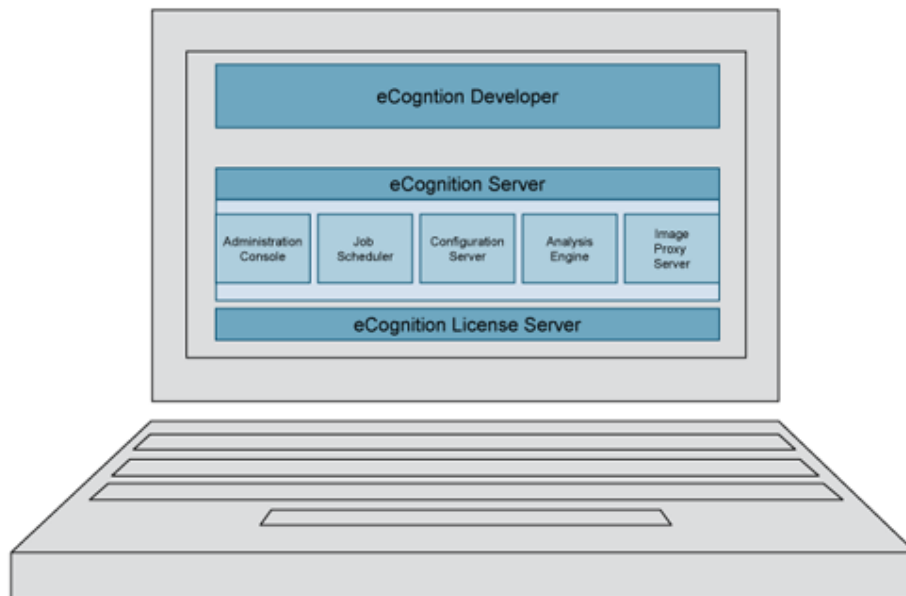 eCogntion Developer
eCognition Server
Administration
Console
Job
Scheduler
Configuration
Server
Analysis
Engine
Image
Proxy
Server
eCognition License Server